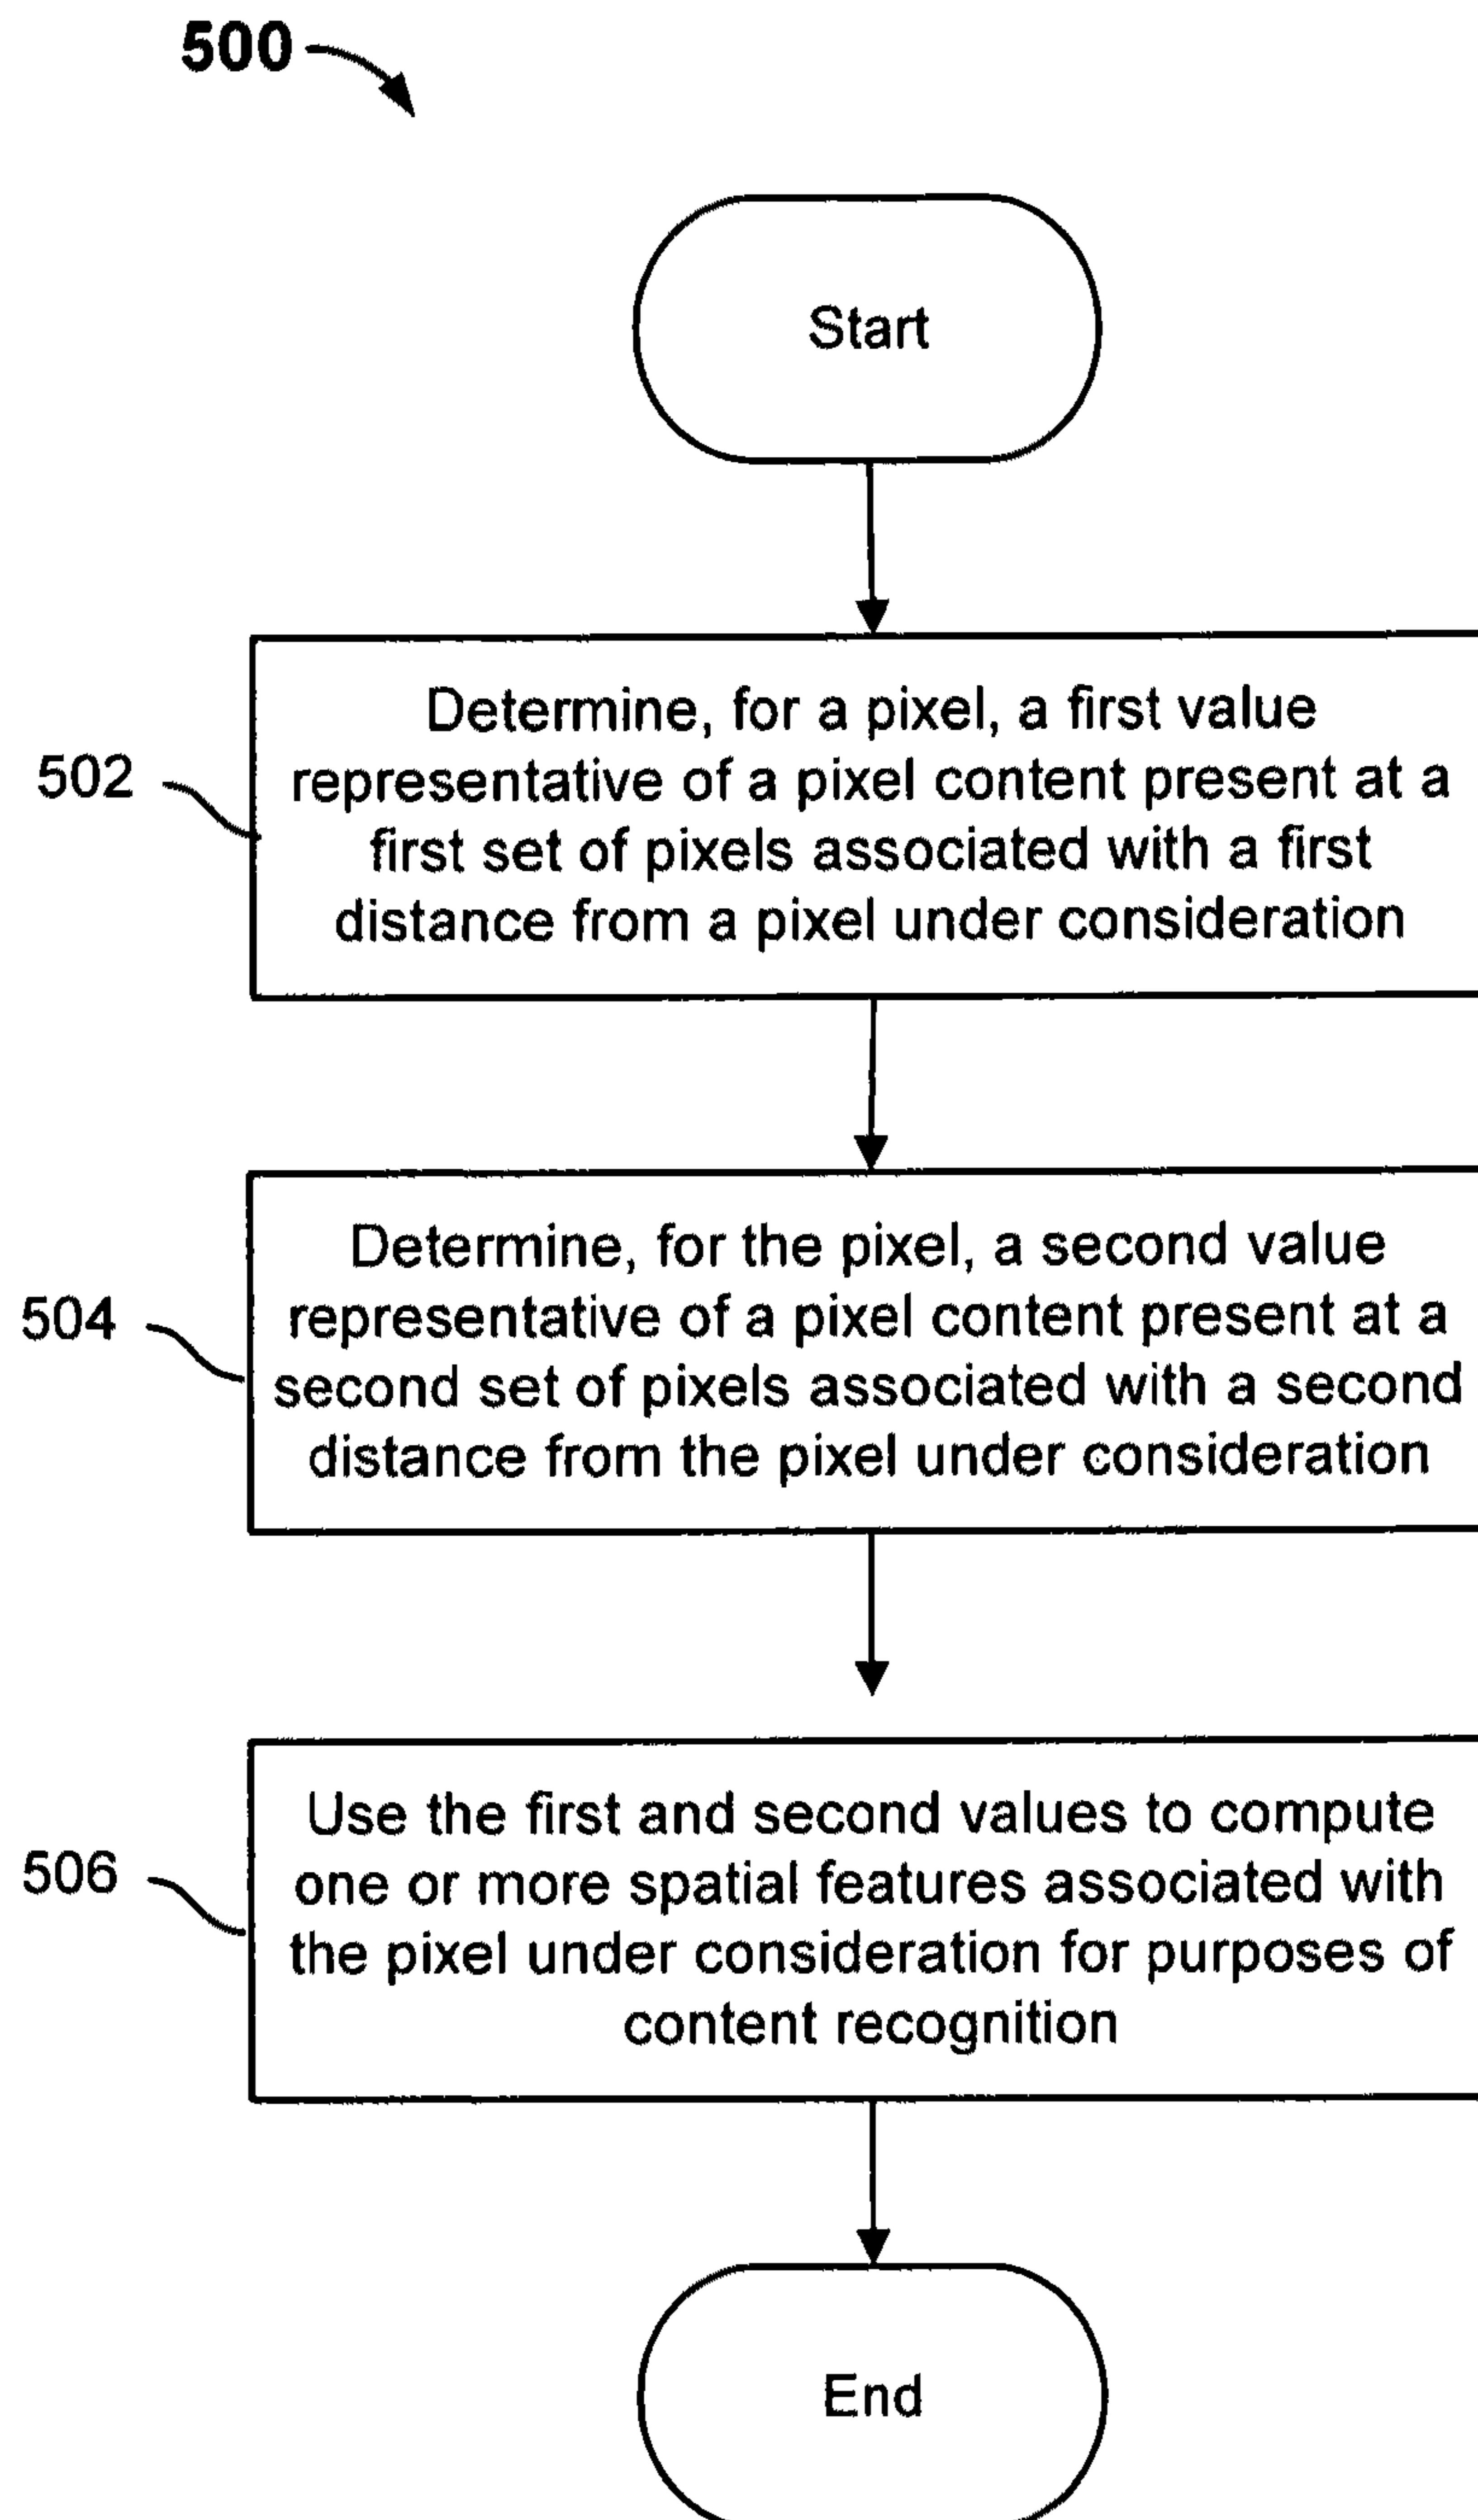 500
Start
502
Determine, for a pixel, a first value
representative of a pixel content present at a
first set of pixels associated with a first
distance from a pixel under consideration
504
Determine, for the pixel, a second value
representative of a pixel content present at a
second set of pixels associated with a second
distance from the pixel under consideration
506
Use the first and second values to compute
one or more spatial features associated with
the pixel under consideration for purposes of
content recognition
End